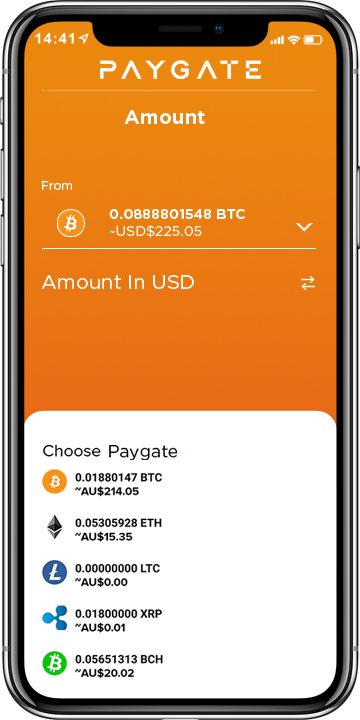 14:41
PAYGATE
Amount
From
0.0888801548 BTC
~USD$225.05
Amount In USD
Choose Paygate
0.01880147 BTC
~AU$214.05
0.05305928 ETH
~AU$15.35
0.00000000 LTC
~AU$0.00
0.01800000 XRP
~AU$0.01
0.05651313 BCH
~AU$20.02